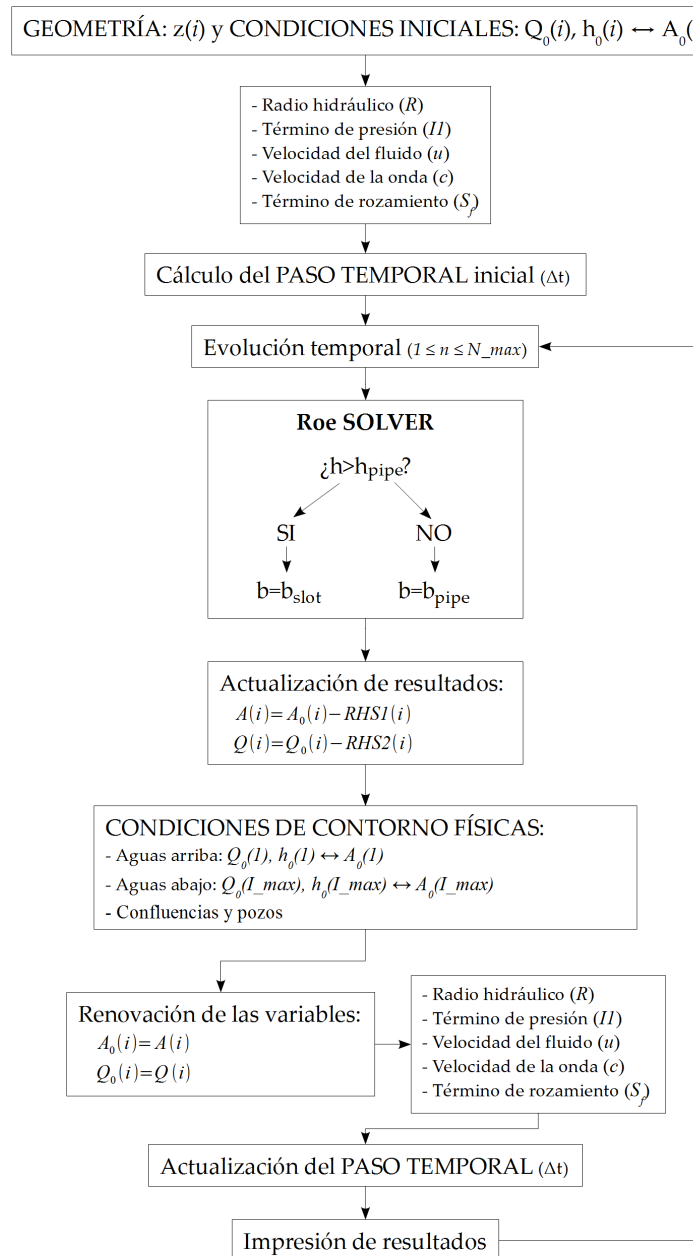 GEOMETRÍA: z(i) y CONDICIONES INICIALES: Q₀(i), h₀(i) ↔ A₀(
- Radio hidráulico (R)
- Término de presión (I1)
- Velocidad del fluido (u)
- Velocidad de la onda (c)
- Término de rozamiento (S_f)
Cálculo del PASO TEMPORAL inicial (Δt)
Evolución temporal (1 ≤ n ≤ N_max)
Roe SOLVER
¿h>h_pipe?
SI NO
b=b_slot b=b_pipe
Actualización de resultados:
A(i)=A₀(i)−RHS1(i)
Q(i)=Q₀(i)−RHS2(i)
CONDICIONES DE CONTORNO FÍSICAS:
- Aguas arriba: Q₀(1), h₀(1) ↔ A₀(1)
- Aguas abajo: Q₀(I_max), h₀(I_max) ↔ A₀(I_max)
- Confluencias y pozos
Renovación de las variables:
A₀(i)=A(i)
Q₀(i)=Q(i)
- Radio hidráulico (R)
- Término de presión (I1)
- Velocidad del fluido (u)
- Velocidad de la onda (c)
- Término de rozamiento (S_f)
Actualización del PASO TEMPORAL (Δt)
Impresión de resultados